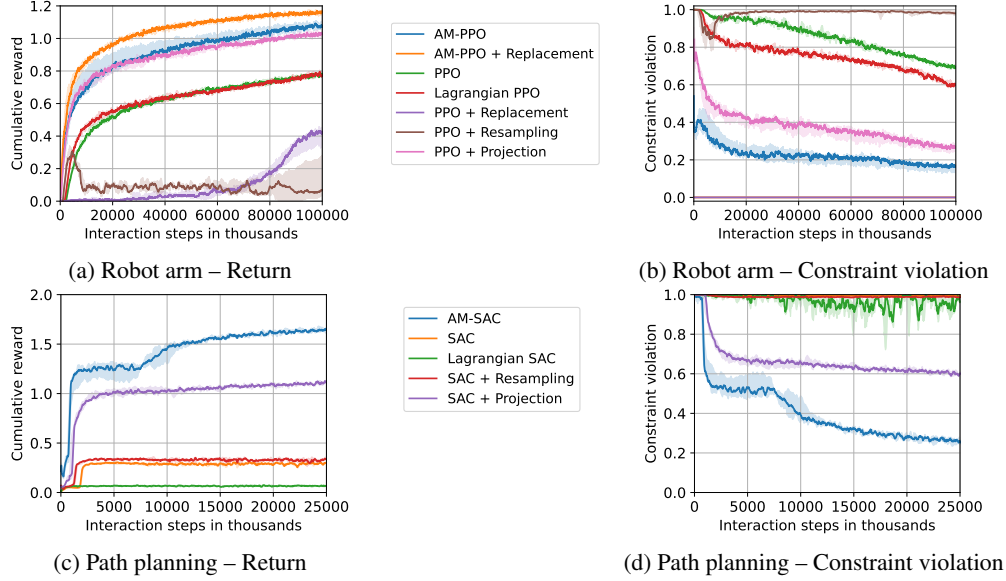 1.2
1.0
0.8
0.6
0.4
0.2
0.0
Cumulative reward
0 20000 40000 60000 80000 100000
Interaction steps in thousands
(a) Robot arm – Return
AM-PPO
AM-PPO + Replacement
PPO
Lagrangian PPO
PPO + Replacement
PPO + Resampling
PPO + Projection
1.0
0.8
0.6
0.4
0.2
0.0
Constraint violation
0 20000 40000 60000 80000 100000
Interaction steps in thousands
(b) Robot arm – Constraint violation
2.0
1.5
1.0
0.5
0.0
Cumulative reward
0 5000 10000 15000 20000 25000
Interaction steps in thousands
(c) Path planning – Return
AM-SAC
SAC
Lagrangian SAC
SAC + Resampling
SAC + Projection
1.0
0.8
0.6
0.4
0.2
0.0
Constraint violation
0 5000 10000 15000 20000 25000
Interaction steps in thousands
(d) Path planning – Constraint violation